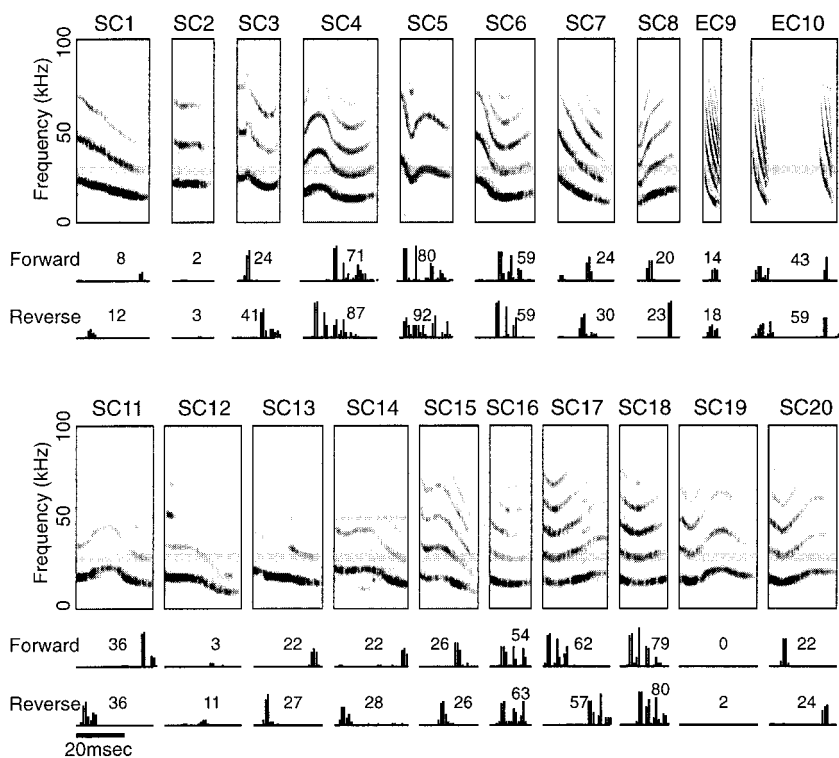 SC1 SC2 SC3 SC4 SC5 SC6 SC7 SC8 EC9 EC10
100
50
0
Frequency (kHz)
Forward 8 2 24 71 80 59 24 20 14 43
Reverse 12 3 41 87 92 59 30 23 18 59
SC11 SC12 SC13 SC14 SC15 SC16 SC17 SC18 SC19 SC20
100
50
0
Frequency (kHz)
Forward 36 3 22 22 26 54 62 79 0 22
Reverse 36 11 27 28 26 63 57 80 2 24
20msec